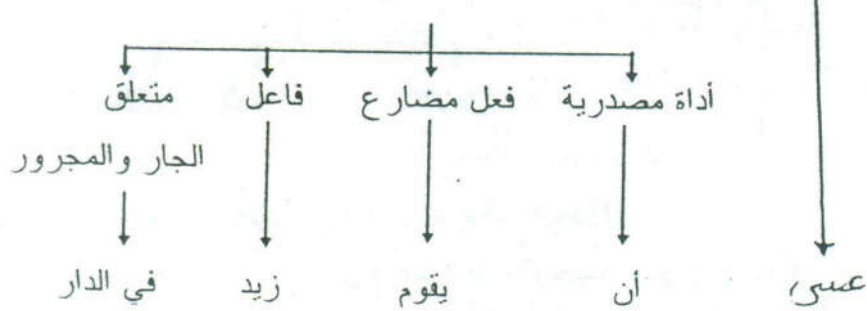 أداة مصدرية فعل مضارع فاعل متعلق
الجار والمجرور
عسى أن يقوم زيد في الدار